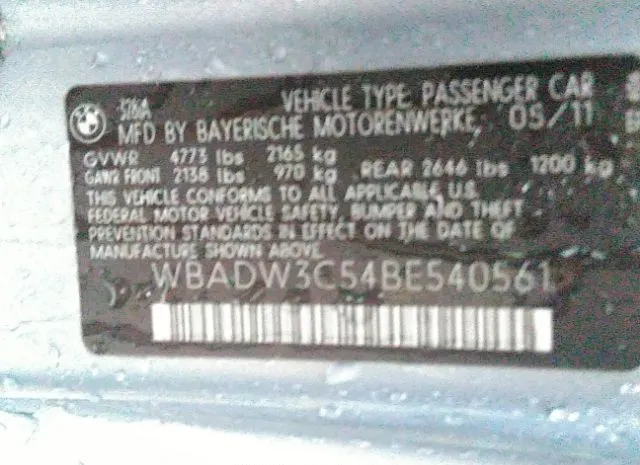 VEHICLE TYPE PASSENGER CAR
MFD BY BAYERISCHE MOTORENWERKE, 05/11
GVWR 4773 lbs 2165 kg
GAWR FRONT 2138 lbs 970 kg REAR 2646 lbs 1200 kg
THIS VEHICLE CONFORMS TO ALL APPLICABLE U.S.
FEDERAL MOTOR VEHICLE SAFETY, BUMPER AND THEFT
PREVENTION STANDARDS IN EFFECT ON THE DATE OF
MANUFACTURE SHOWN ABOVE.
WBADW3C54BE540561